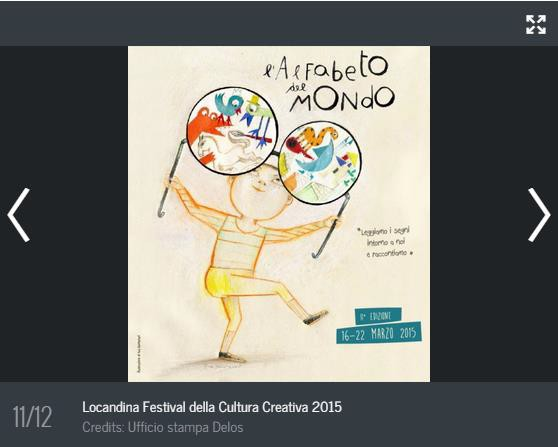 l'Alfabeto
del
MONDO
"Leggiamo i segni
intorno a noi
e raccontiamo"
IIª EDIZIONE
16-22 MARZO 2015
11/12
Locandina Festival della Cultura Creativa 2015
Credits: Ufficio stampa Delos